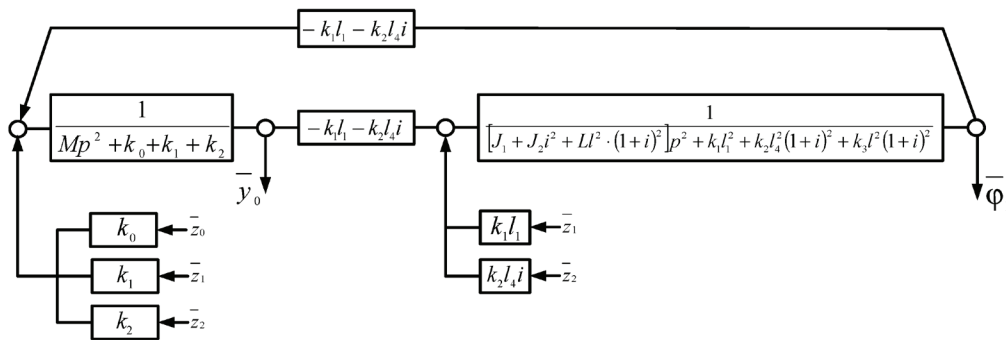 − k₁l₁ − k₂l₄i
1 / (Mp² + k₀ + k₁ + k₂)
− k₁l₁ − k₂l₄i
1 / ([J₁ + J₂i² + Ll² · (1+i)²]p² + k₁l₁² + k₂l₄²(1+i)² + k₃l²(1+i)²)
y̅₀
φ̅
k₀ z̅₀
k₁ z̅₁
k₂ z̅₂
k₁l₁ z̅₁
k₂l₄i z̅₂